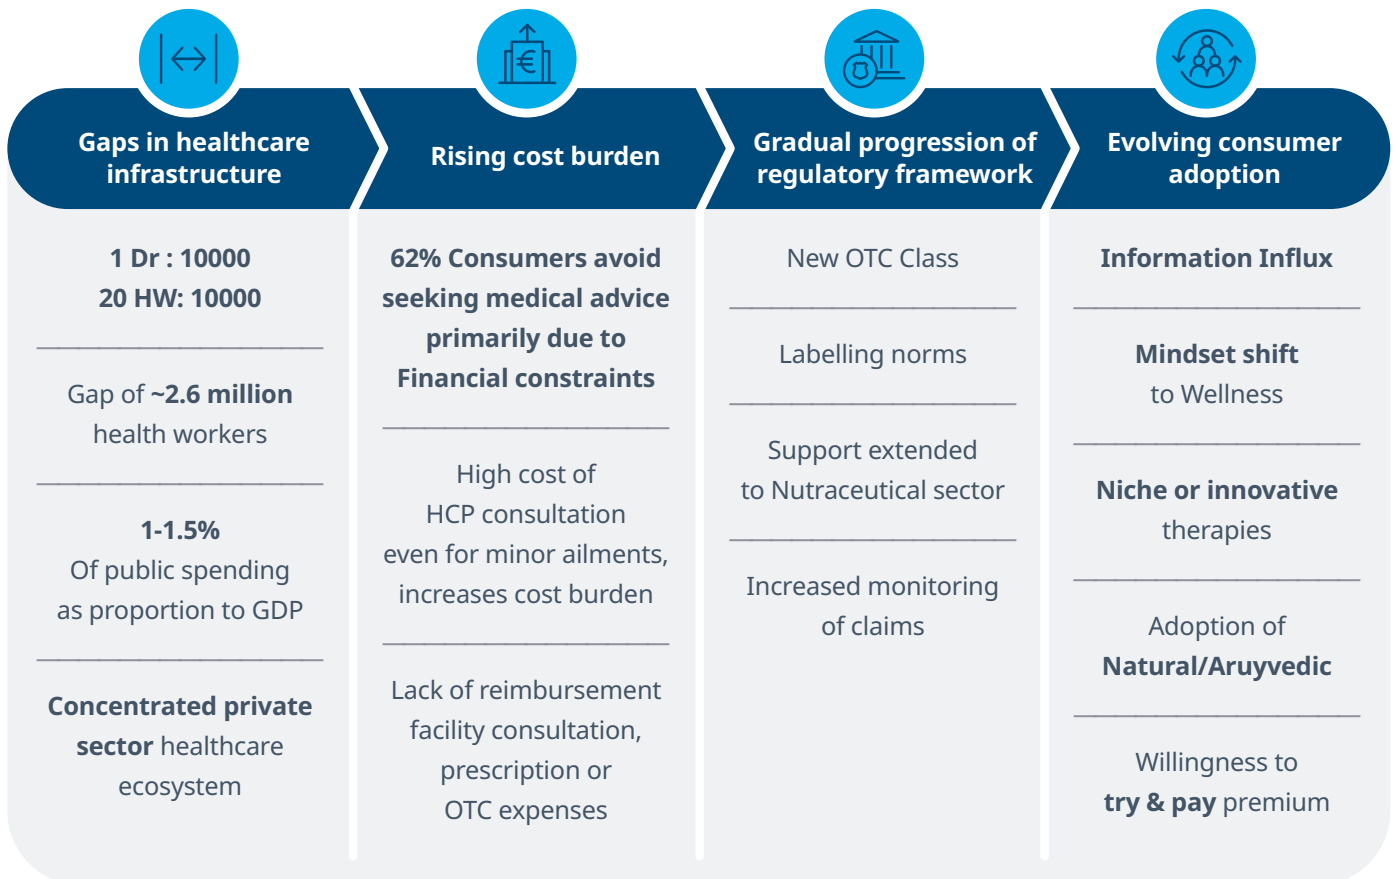 Gaps in healthcare
infrastructure
1 Dr : 10000
20 HW: 10000
Gap of ~2.6 million
health workers
1-1.5%
Of public spending
as proportion to GDP
Concentrated private
sector healthcare
ecosystem
Rising cost burden
62% Consumers avoid
seeking medical advice
primarily due to
Financial constraints
High cost of
HCP consultation
even for minor ailments,
increases cost burden
Lack of reimbursement
facility consultation,
prescription or
OTC expenses
Gradual progression of
regulatory framework
New OTC Class
Labelling norms
Support extended
to Nutraceutical sector
Increased monitoring
of claims
Evolving consumer
adoption
Information Influx
Mindset shift
to Wellness
Niche or innovative
therapies
Adoption of
Natural/Aruyvedic
Willingness to
try & pay premium